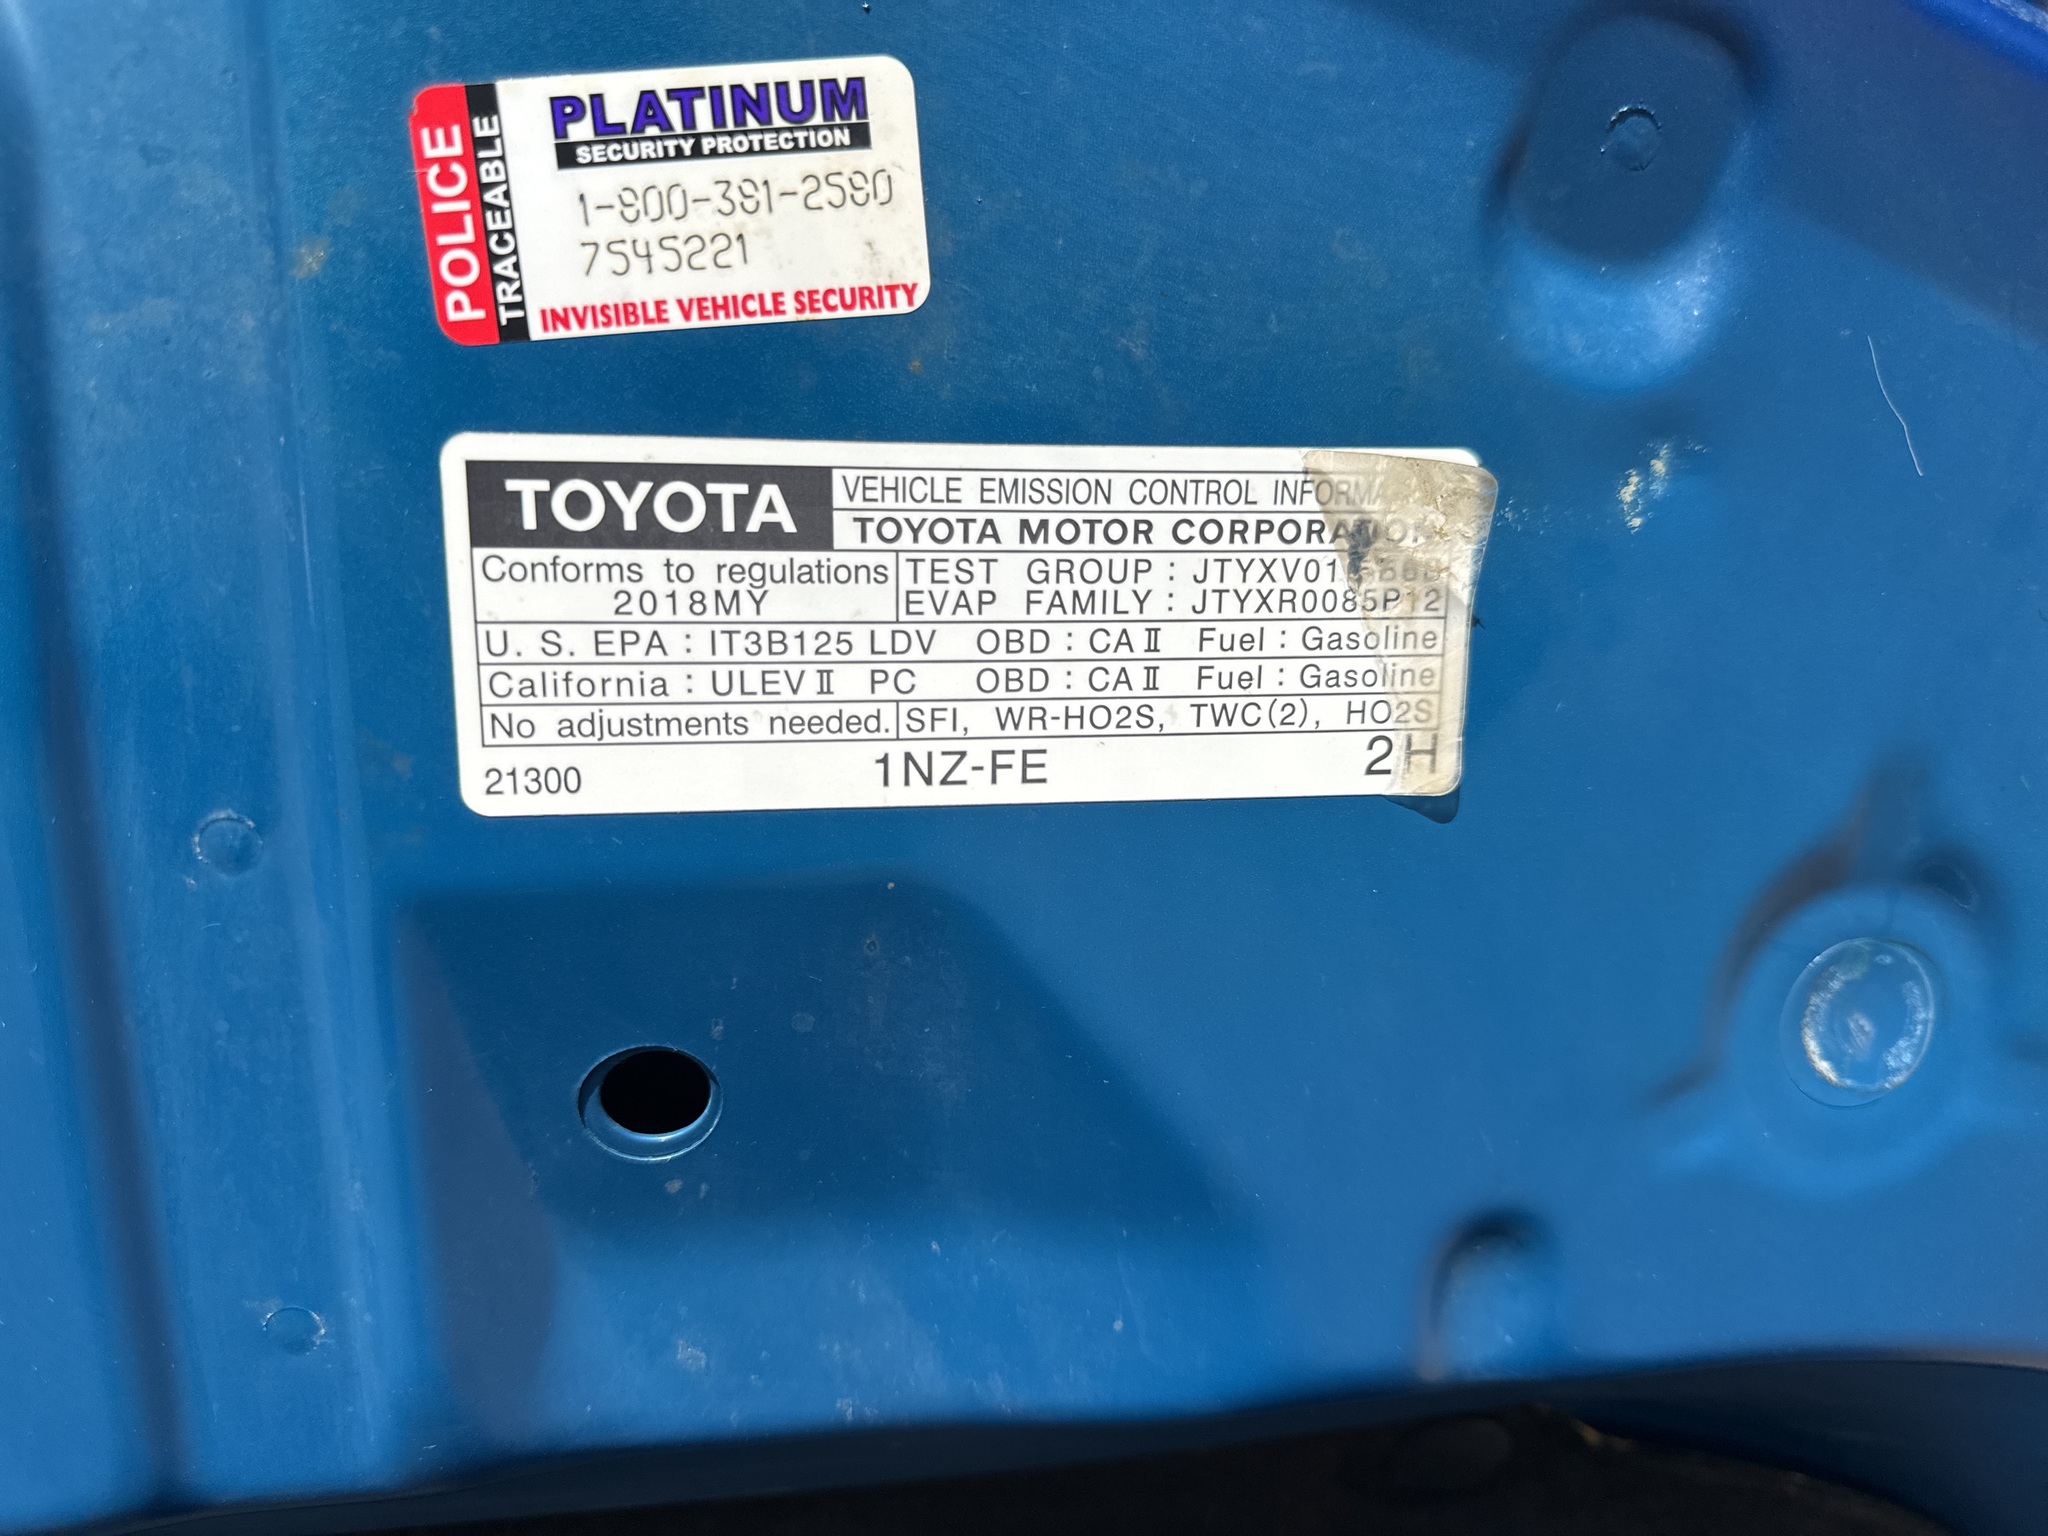 POLICE
TRACEABLE
PLATINUM
SECURITY PROTECTION
1-800-381-2580
7545221
INVISIBLE VEHICLE SECURITY
TOYOTA
VEHICLE EMISSION CONTROL
TOYOTA MOTOR CORPORATION
Conforms to regulations
2018MY
TEST GROUP :
EVAP FAMILY : JTYXR0085P12
U. S. EPA : IT3B125 LDV OBD : CA II Fuel : Gasoline
California : ULEV II PC OBD : CA II Fuel : Gasoline
No adjustments needed. SFI, WR-HO2S, TWC(2), HO2S
21300 1NZ-FE 2H